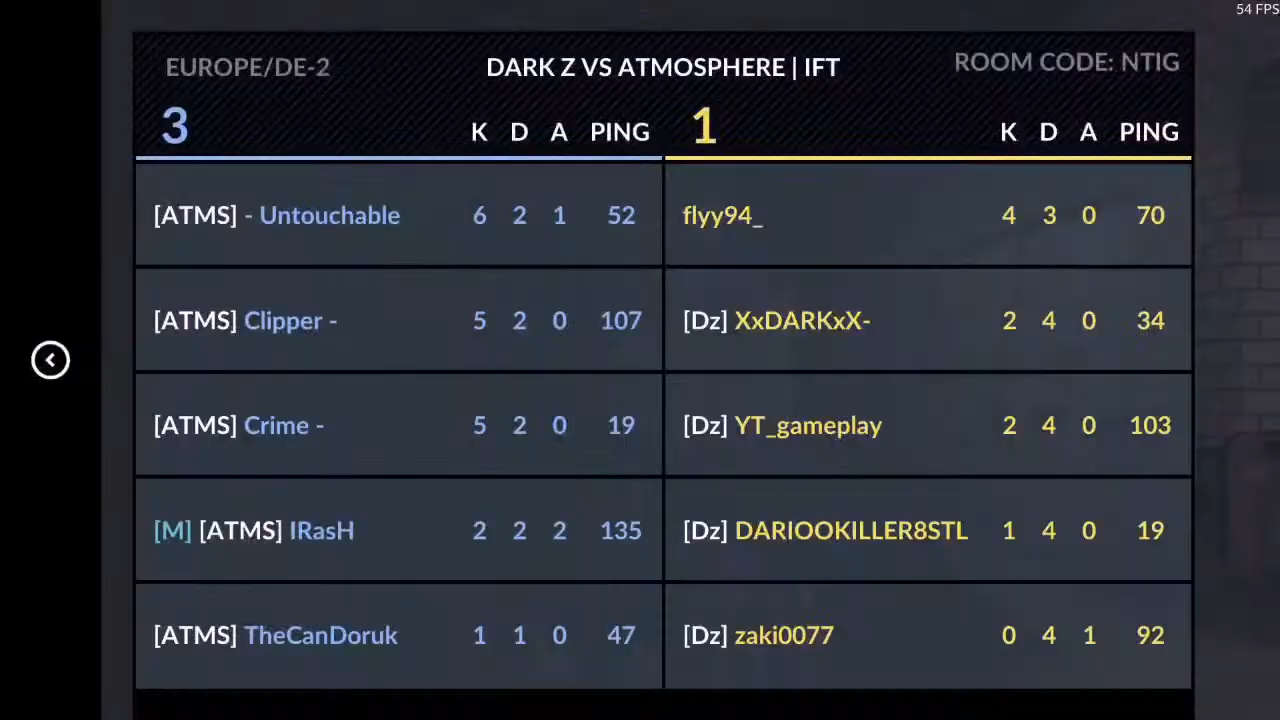 54 FPS
EUROPE/DE-2 DARK Z VS ATMOSPHERE | IFT ROOM CODE: NTIG
3 K D A PING 1 K D A PING
[ATMS] - Untouchable 6 2 1 52 flyy94_ 4 3 0 70
[ATMS] Clipper - 5 2 0 107 [Dz] XxDARKxX- 2 4 0 34
[ATMS] Crime - 5 2 0 19 [Dz] YT_gameplay 2 4 0 103
[M] [ATMS] IRasH 2 2 2 135 [Dz] DARIOOKILLER8STL 1 4 0 19
[ATMS] TheCanDoruk 1 1 0 47 [Dz] zaki0077 0 4 1 92